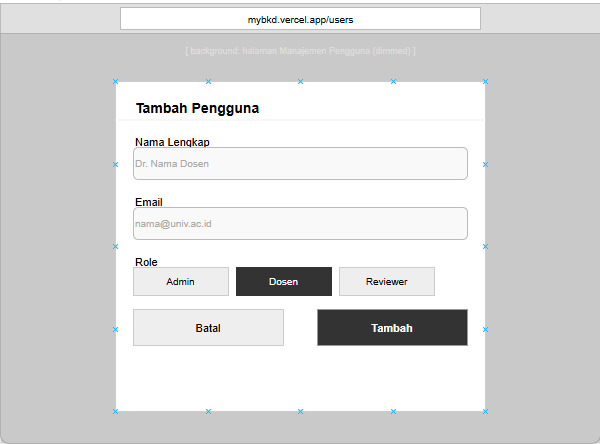 mybkd.vercel.app/users
[ background: halaman Manajemen Pengguna (dimmed) ]
Tambah Pengguna
Nama Lengkap
Dr. Nama Dosen
Email
nama@univ.ac.id
Role
Admin Dosen Reviewer
Batal Tambah